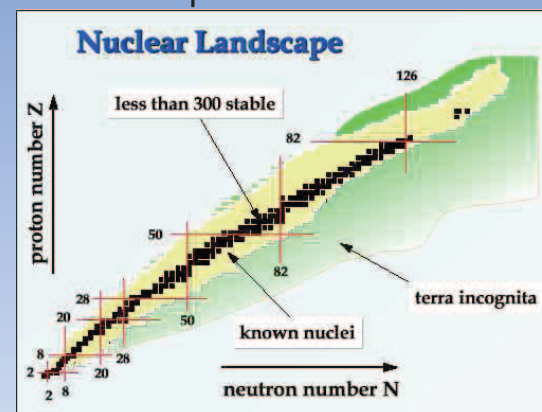 Nuclear Landscape
126
less than 300 stable
82
proton number Z
50
82
28
terra incognita
20
50
known nuclei
8
28
2
20
2 8
neutron number N